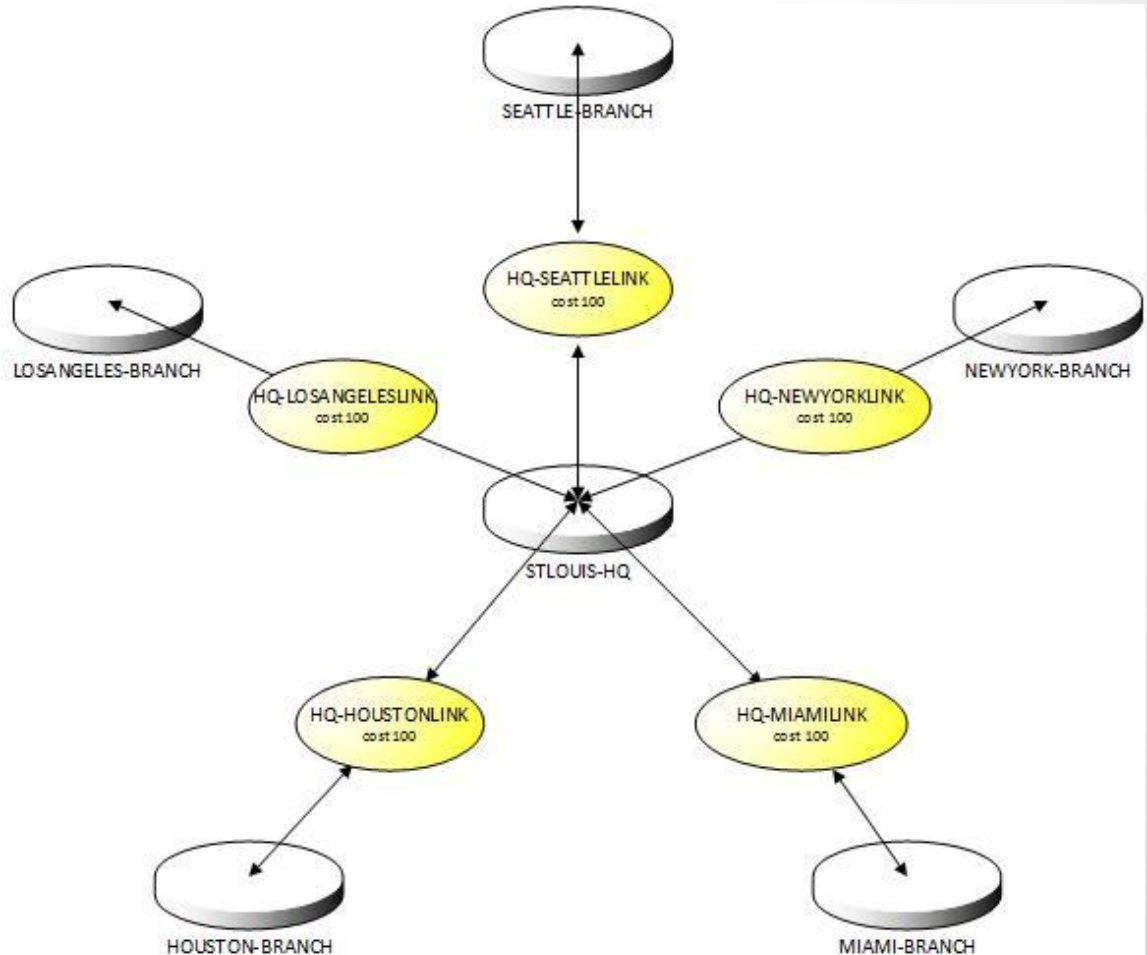 SEATTLE-BRANCH
HQ-SEATTLELINK
cost 100
LOSANGELES-BRANCH
NEWYORK-BRANCH
HQ-LOSANGELESLINK
cost 100
HQ-NEWYORKLINK
cost 100
STLOUIS-HQ
HQ-HOUSTONLINK
cost 100
HQ-MIAMILINK
cost 100
HOUSTON-BRANCH
MIAMI-BRANCH